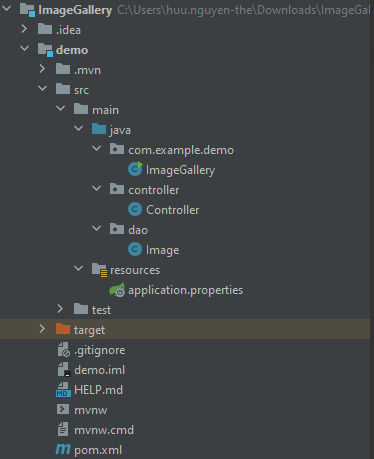 ImageGallery C:\Users\huu.nguyen-the\Downloads\ImageGal
.idea
demo
.mvn
src
main
java
com.example.demo
ImageGallery
controller
Controller
dao
Image
resources
application.properties
test
target
.gitignore
demo.iml
MD HELP.md
mvnw
mvnw.cmd
m pom.xml